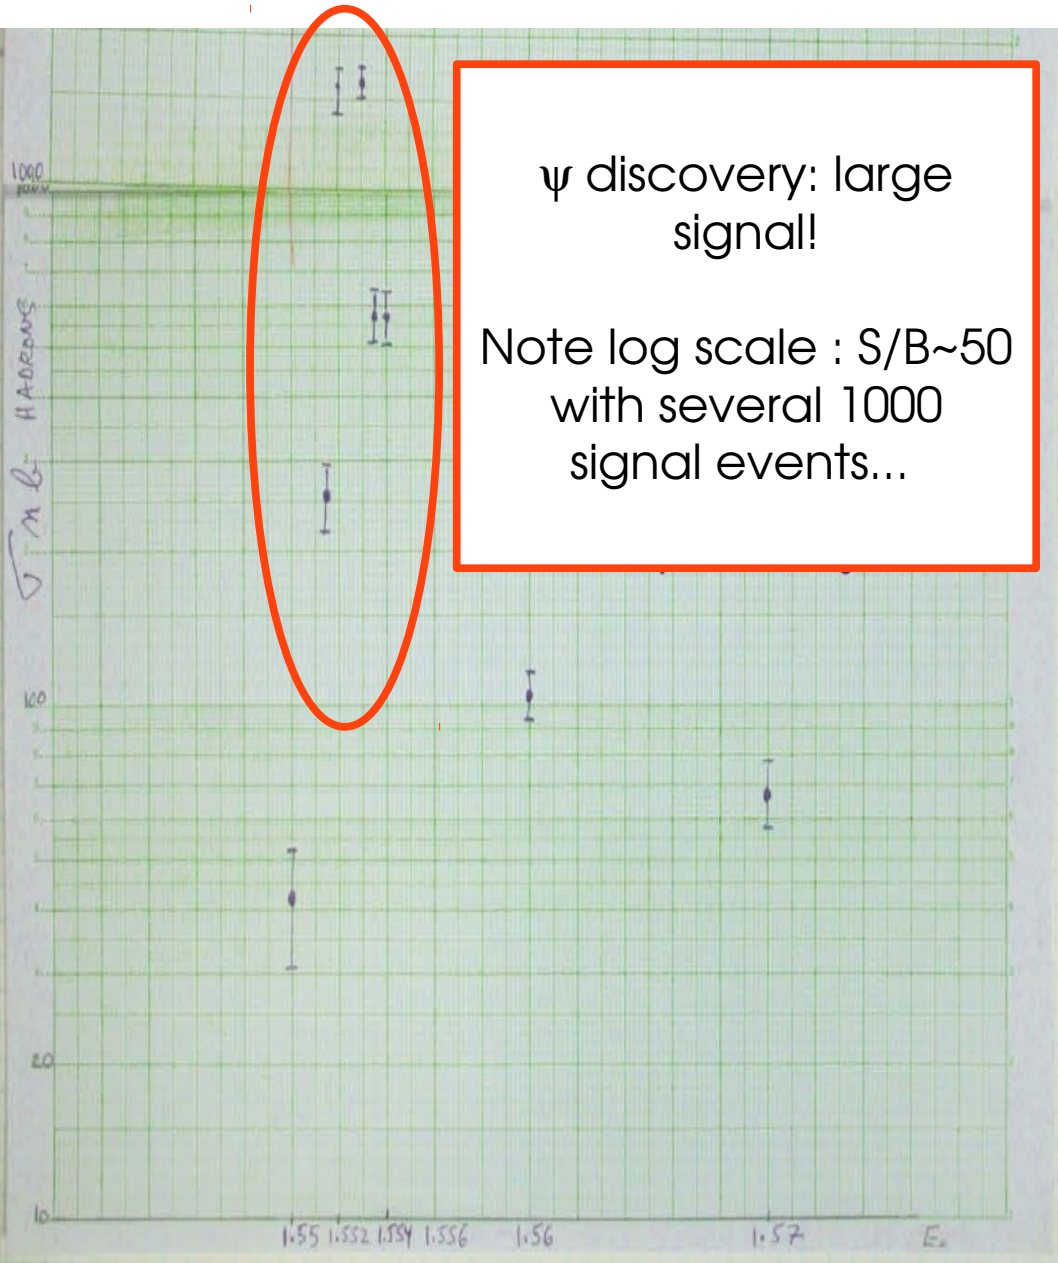 ψ discovery: large
signal!
Note log scale : S/B~50
with several 1000
signal events...
1000
σ nb HADRONS
100
20
10
1.55 1.552 1.554 1.556 1.56 1.57 E.